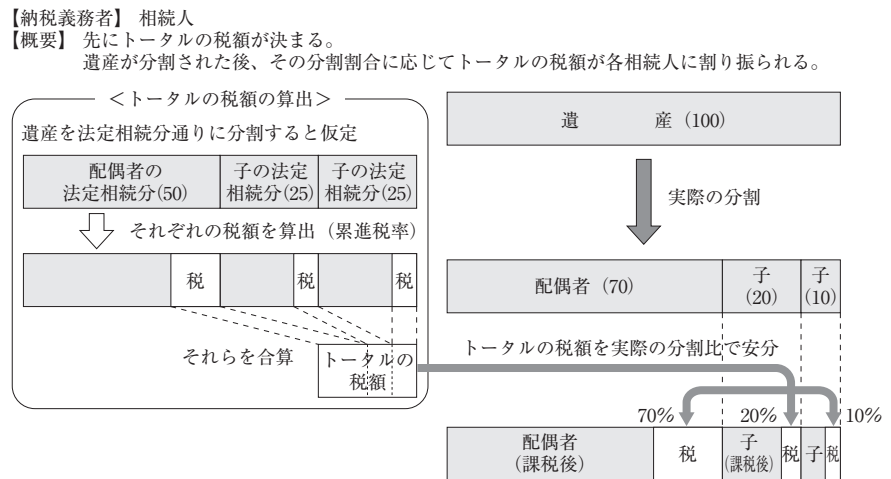 【納税義務者】 相続人
【概要】 先にトータルの税額が決まる。
遺産が分割された後、その分割割合に応じてトータルの税額が各相続人に割り振られる。
＜トータルの税額の算出＞
遺産を法定相続分通りに分割すると仮定
配偶者の
法定相続分(50)
子の法定
相続分(25)
子の法定
相続分(25)
それぞれの税額を算出（累進税率）
税
税
税
それらを合算
トータルの
税額
遺 産（100）
実際の分割
配偶者（70）
子
(20)
子
(10)
トータルの税額を実際の分割比で安分
70%
20%
10%
配偶者
（課税後）
税
子
(課税後)
税
子
税